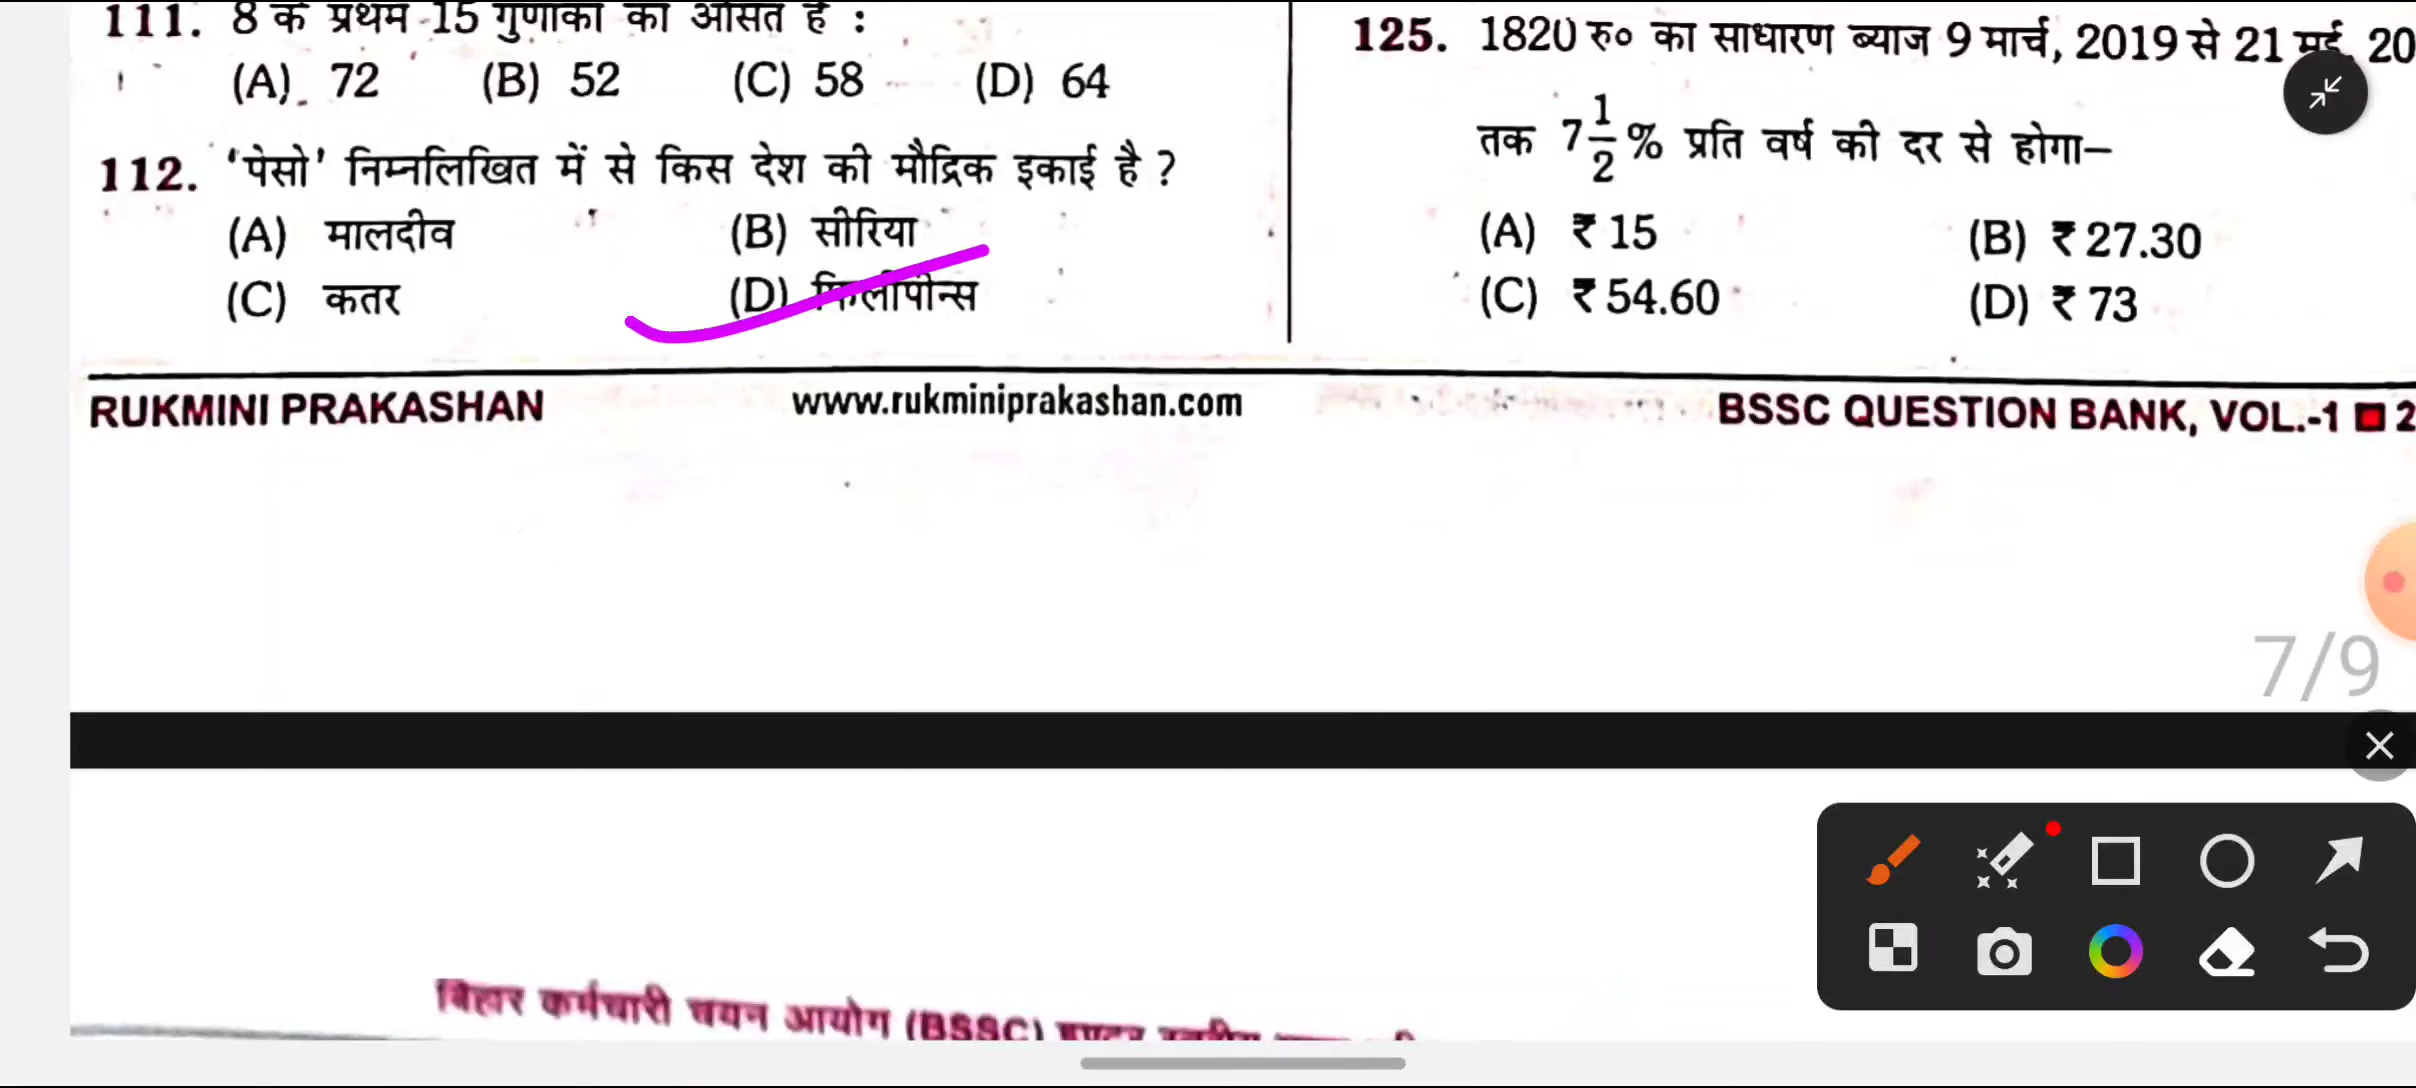 111. 8 के प्रथम 15 गुणाकों का औसत है :
(A) 72 (B) 52 (C) 58 (D) 64
112. 'पेसो' निम्नलिखित में से किस देश की मौद्रिक इकाई है ?
(A) मालदीव (B) सीरिया
(C) कतर (D) फिलीपीन्स
125. 1820 रु० का साधारण ब्याज 9 मार्च, 2019 से 21 मई, 20
तक 7 1/2 % प्रति वर्ष की दर से होगा–
(A) ₹ 15 (B) ₹ 27.30
(C) ₹ 54.60 (D) ₹ 73
RUKMINI PRAKASHAN www.rukminiprakashan.com BSSC QUESTION BANK, VOL.-1 ■ 2
7/9
बिहार कर्मचारी चयन आयोग (BSSC)